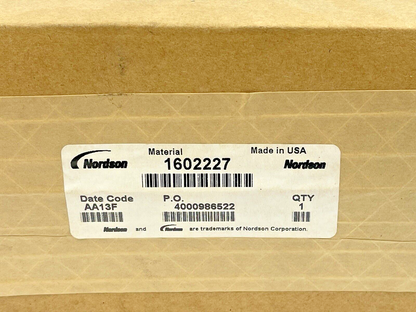 Nordson Material 1602227 Made in USA Nordson
Date Code P.O. QTY
AA13F 4000986522 1
Nordson and Nordson are trademarks of Nordson Corporation.